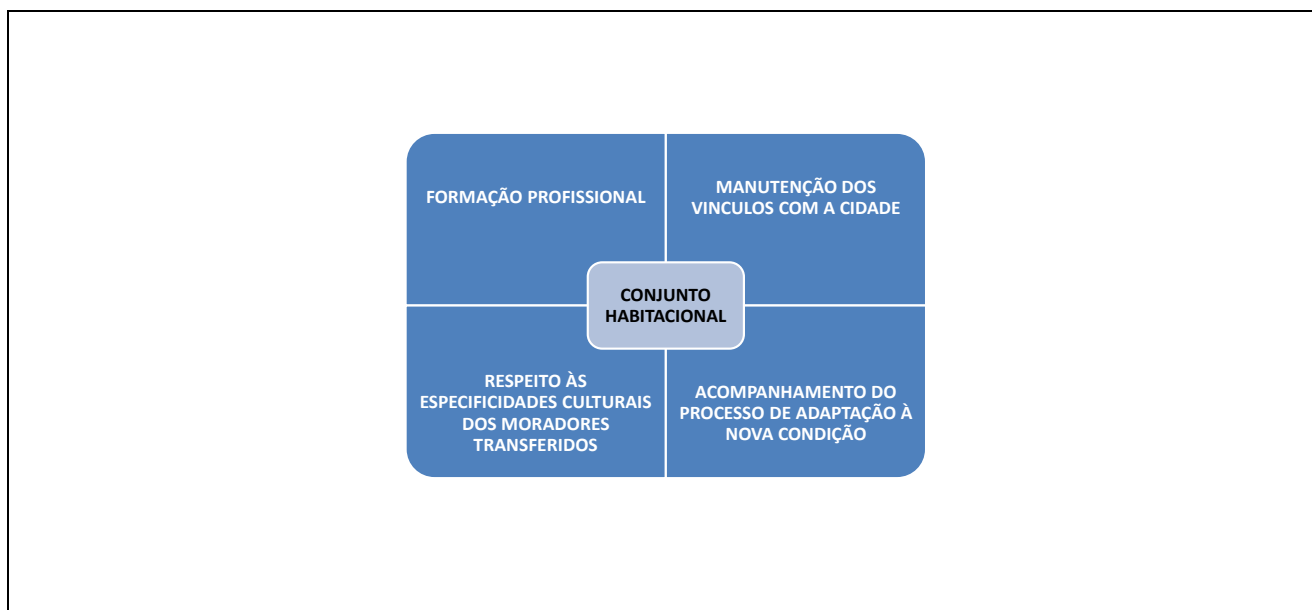 FORMAÇÃO PROFISSIONAL
MANUTENÇÃO DOS
VINCULOS COM A CIDADE
CONJUNTO
HABITACIONAL
RESPEITO ÀS
ESPECIFICIDADES CULTURAIS
DOS MORADORES
TRANSFERIDOS
ACOMPANHAMENTO DO
PROCESSO DE ADAPTAÇÃO À
NOVA CONDIÇÃO